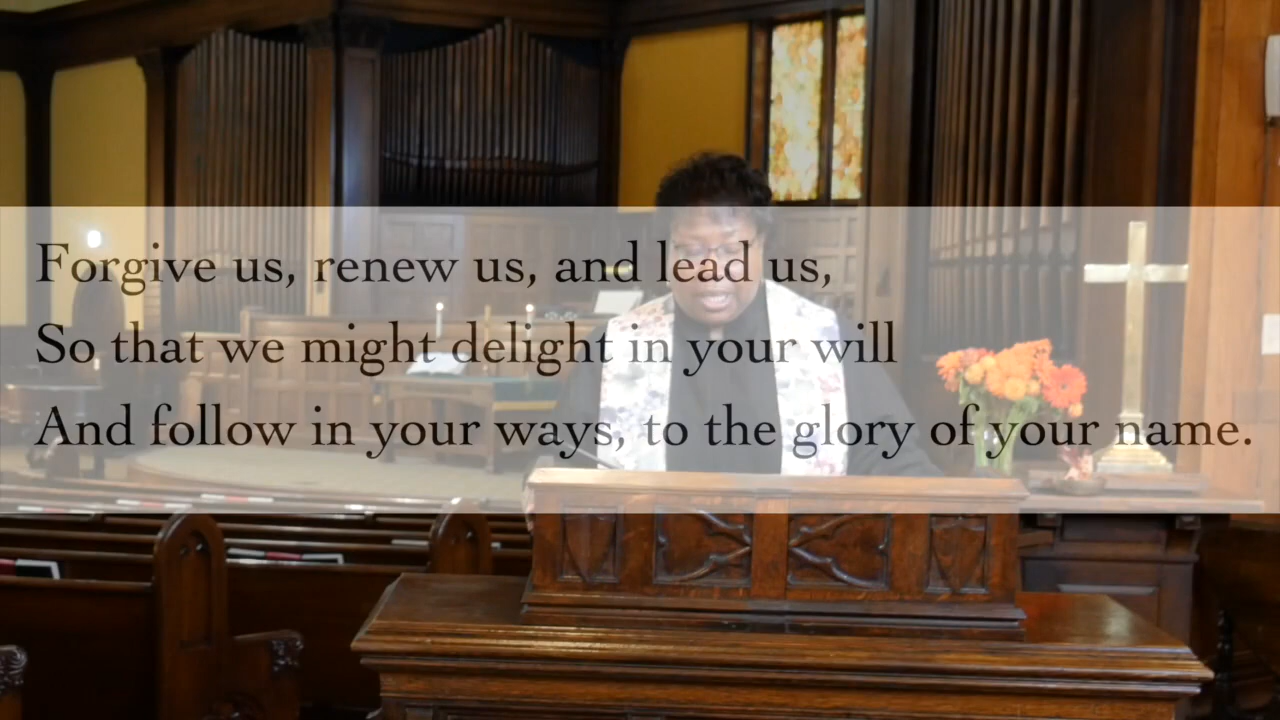 Forgive us, renew us, and lead us,
So that we might delight in your will
And follow in your ways, to the glory of your name.